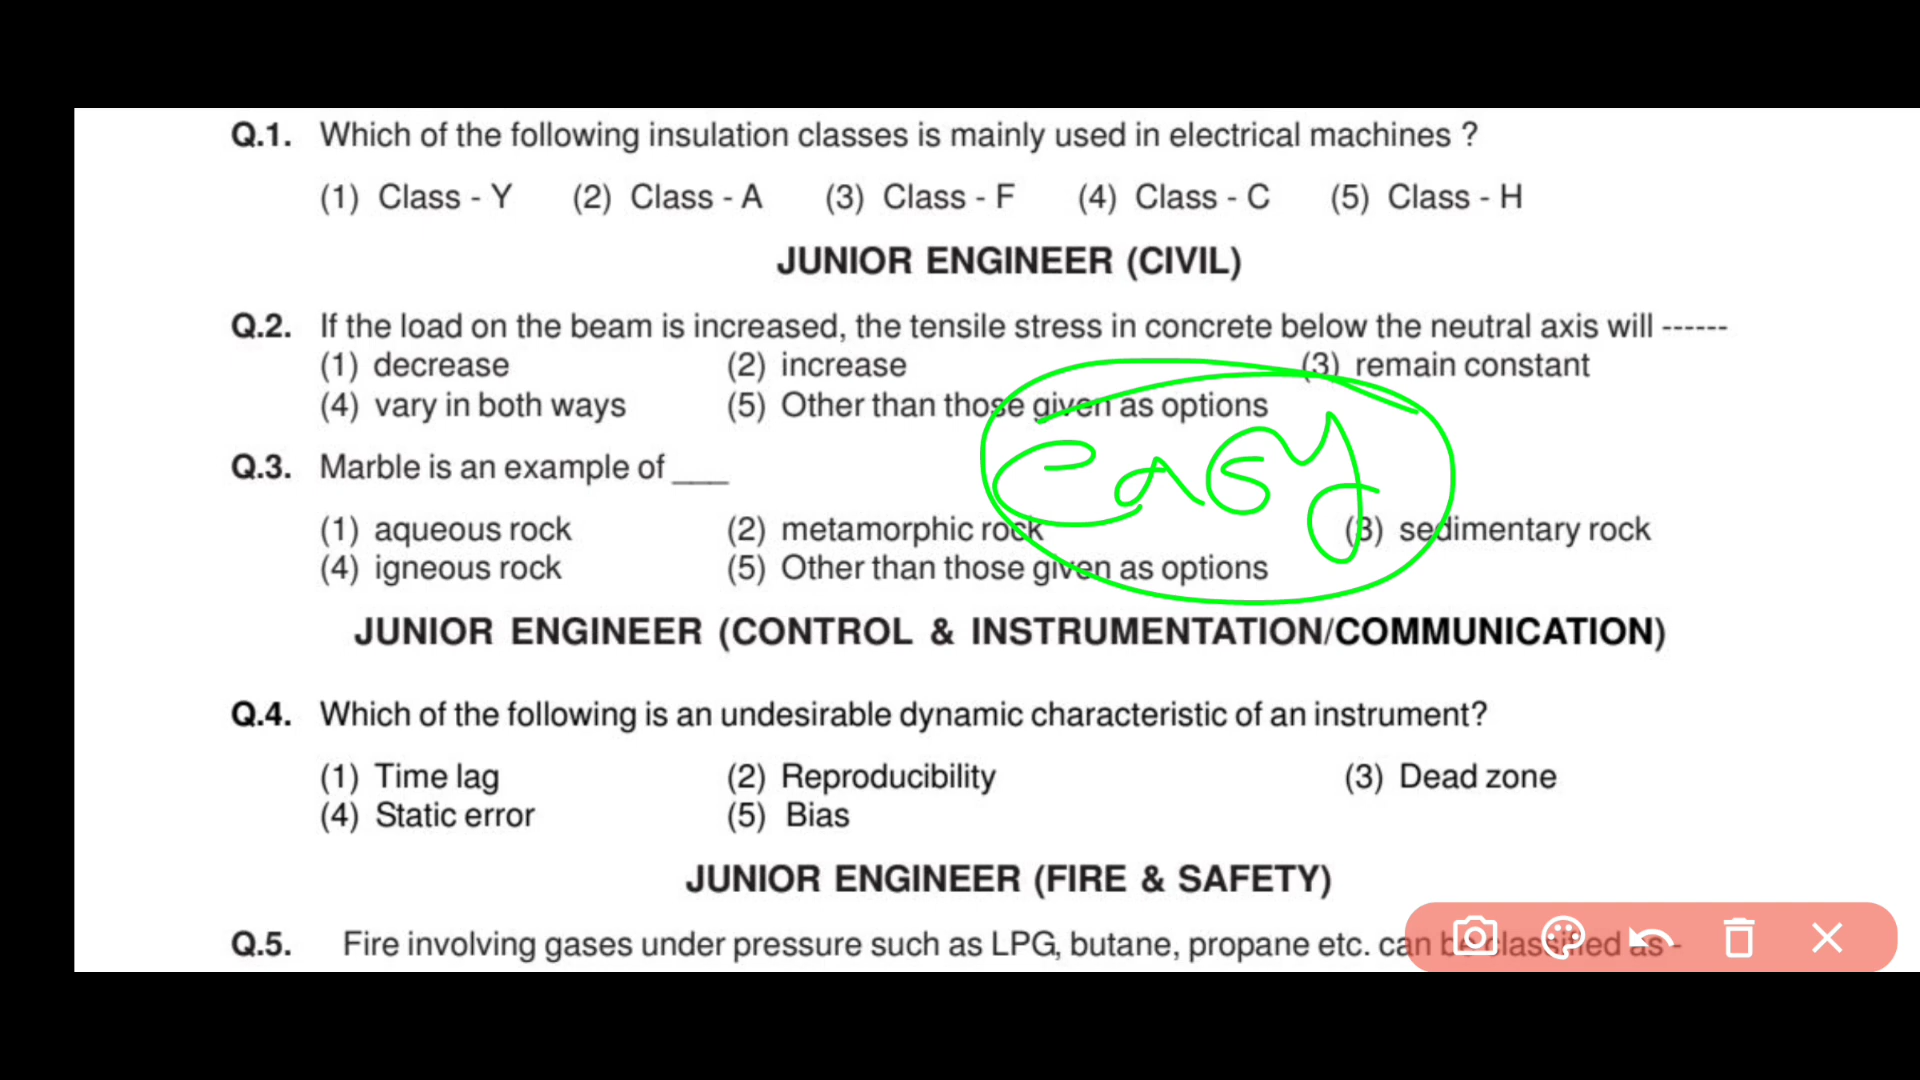 Q.1. Which of the following insulation classes is mainly used in electrical machines ?
(1) Class - Y (2) Class - A (3) Class - F (4) Class - C (5) Class - H
JUNIOR ENGINEER (CIVIL)
Q.2. If the load on the beam is increased, the tensile stress in concrete below the neutral axis will ------
(1) decrease (2) increase (3) remain constant
(4) vary in both ways (5) Other than those given as options
easy
Q.3. Marble is an example of ___
(1) aqueous rock (2) metamorphic rock (3) sedimentary rock
(4) igneous rock (5) Other than those given as options
JUNIOR ENGINEER (CONTROL & INSTRUMENTATION/COMMUNICATION)
Q.4. Which of the following is an undesirable dynamic characteristic of an instrument?
(1) Time lag (2) Reproducibility (3) Dead zone
(4) Static error (5) Bias
JUNIOR ENGINEER (FIRE & SAFETY)
Q.5. Fire involving gases under pressure such as LPG, butane, propane etc. can be classified as -